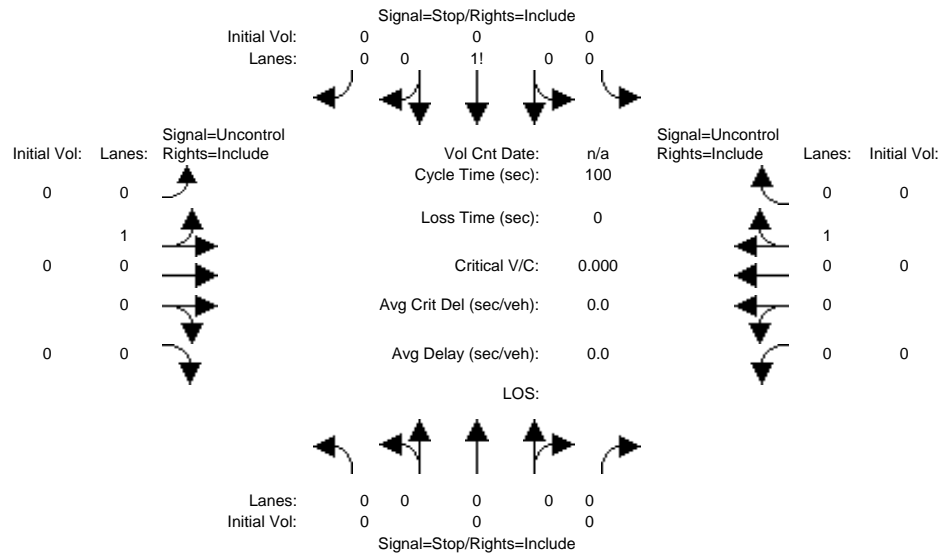 Signal=Stop/Rights=Include
Initial Vol: 0 0 0
Lanes: 0 0 1! 0 0
Signal=Uncontrol
Initial Vol: Lanes: Rights=Include
Vol Cnt Date: n/a
Signal=Uncontrol
Rights=Include Lanes: Initial Vol:
Cycle Time (sec): 100
0 0
0 0
Loss Time (sec): 0
1
1
0 0
Critical V/C: 0.000
0 0
0
Avg Crit Del (sec/veh): 0.0
0
0 0
Avg Delay (sec/veh): 0.0
0 0
LOS:
Lanes: 0 0 0 0 0
Initial Vol: 0 0 0
Signal=Stop/Rights=Include